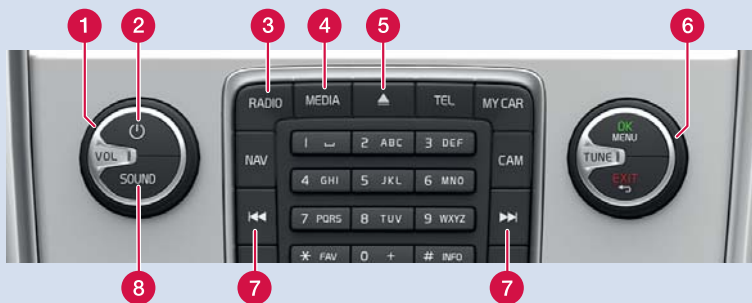 1 2 3 4 5 6
RADIO MEDIA TEL MY CAR
OK
MENU
VOL 1 2 ABC 3 DEF TUNE
NAV CAM
SOUND 4 GHI 5 JKL 6 MNO EXIT
7 PQRS 8 TUV 9 WXYZ
* FAV 0 + # INFO
8 7 7